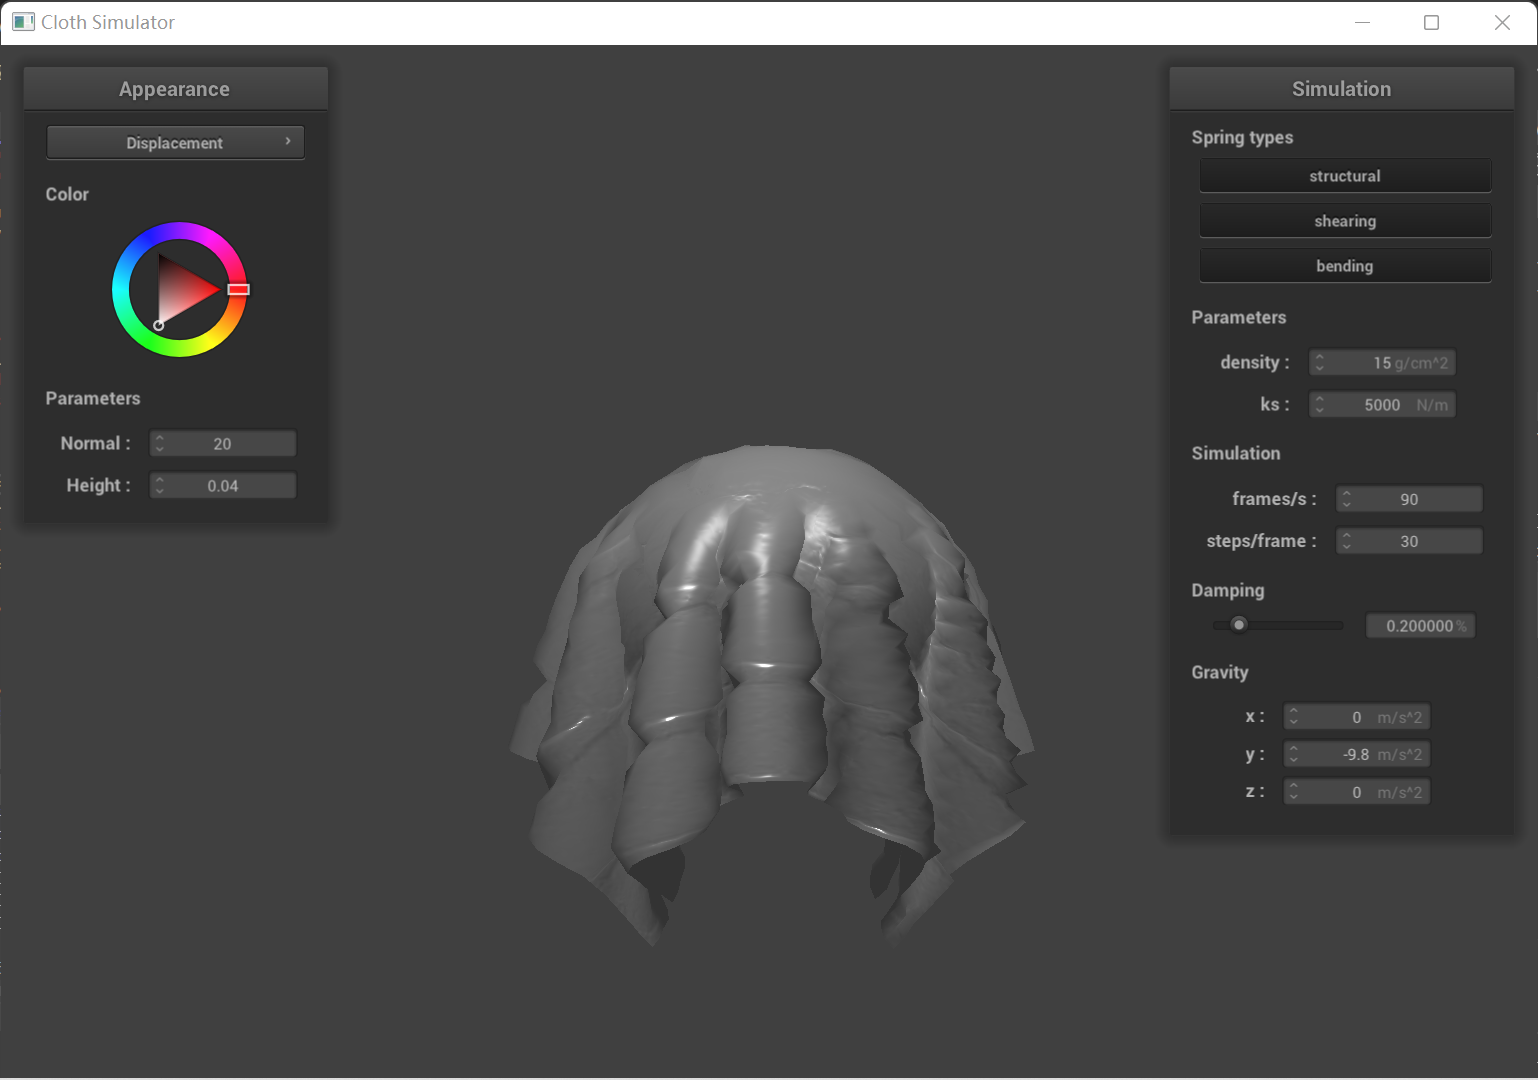 Cloth Simulator
Appearance
Displacement
Color
Parameters
Normal : 20
Height : 0.04
Simulation
Spring types
structural
shearing
bending
Parameters
density : 15 g/cm^2
ks : 5000 N/m
Simulation
frames/s : 90
steps/frame : 30
Damping
0.200000 %
Gravity
x : 0 m/s^2
y : -9.8 m/s^2
z : 0 m/s^2